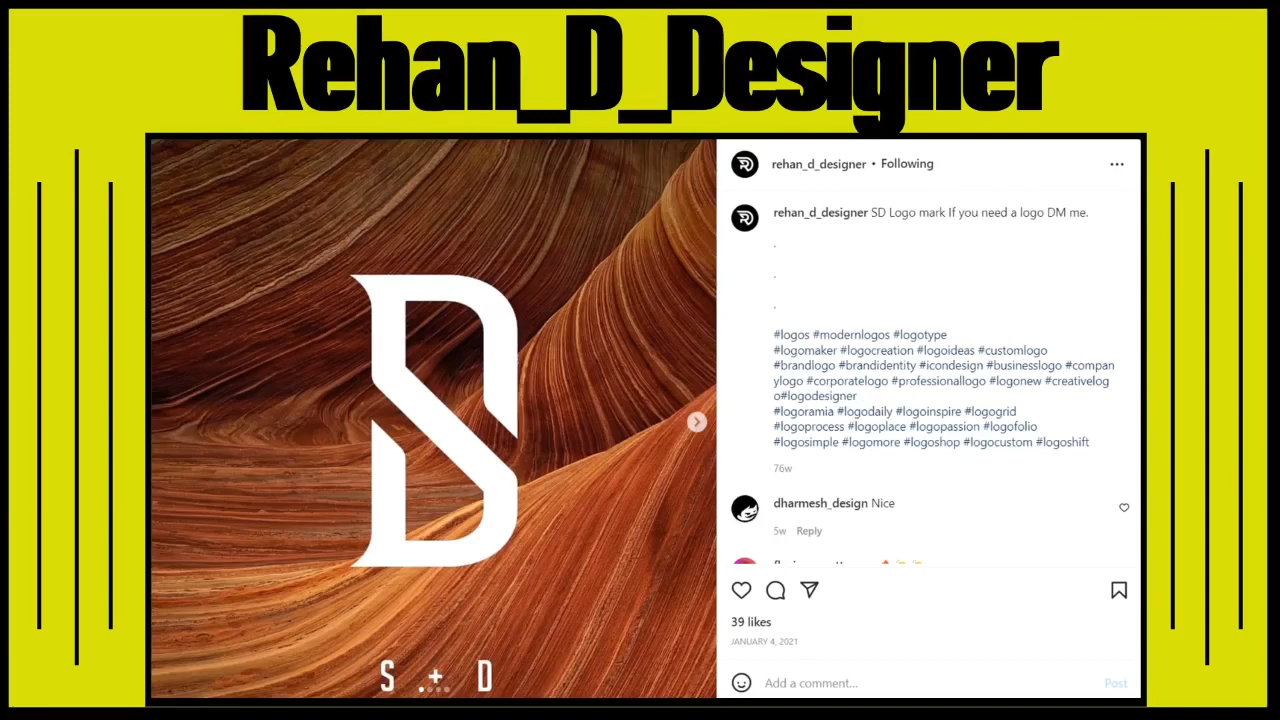 Rehan_D_Designer
rehan_d_designer • Following
rehan_d_designer SD Logo mark If you need a logo DM me.
.
.
.
#logos #modernlogos #logotype
#logomaker #logocreation #logoideas #customlogo
#brandlogo #brandidentity #icondesign #businesslogo #compan
ylogo #corporatelogo #professionallogo #logonew #creativelog
o#logodesigner
#logoramia #logodaily #logoinspire #logogrid
#logoprocess #logoplace #logopassion #logofolio
#logosimple #logomore #logoshop #logocustom #logoshift
76w
dharmesh_design Nice
5w Reply
39 likes
JANUARY 4, 2021
Add a comment... Post
S + D